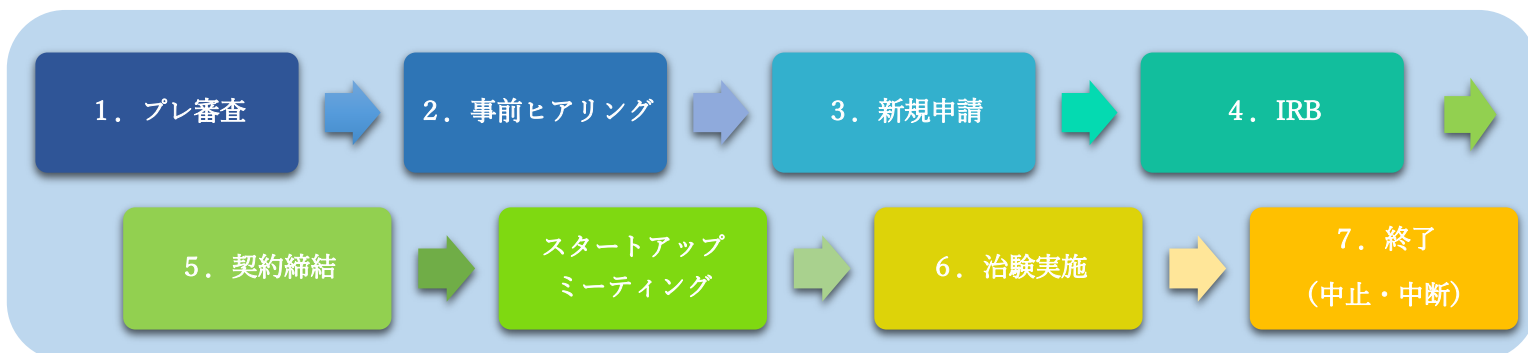 １．プレ審査
２．事前ヒアリング
３．新規申請
４．IRB
５．契約締結
スタートアップ
ミーティング
６．治験実施
７．終了
（中止・中断）